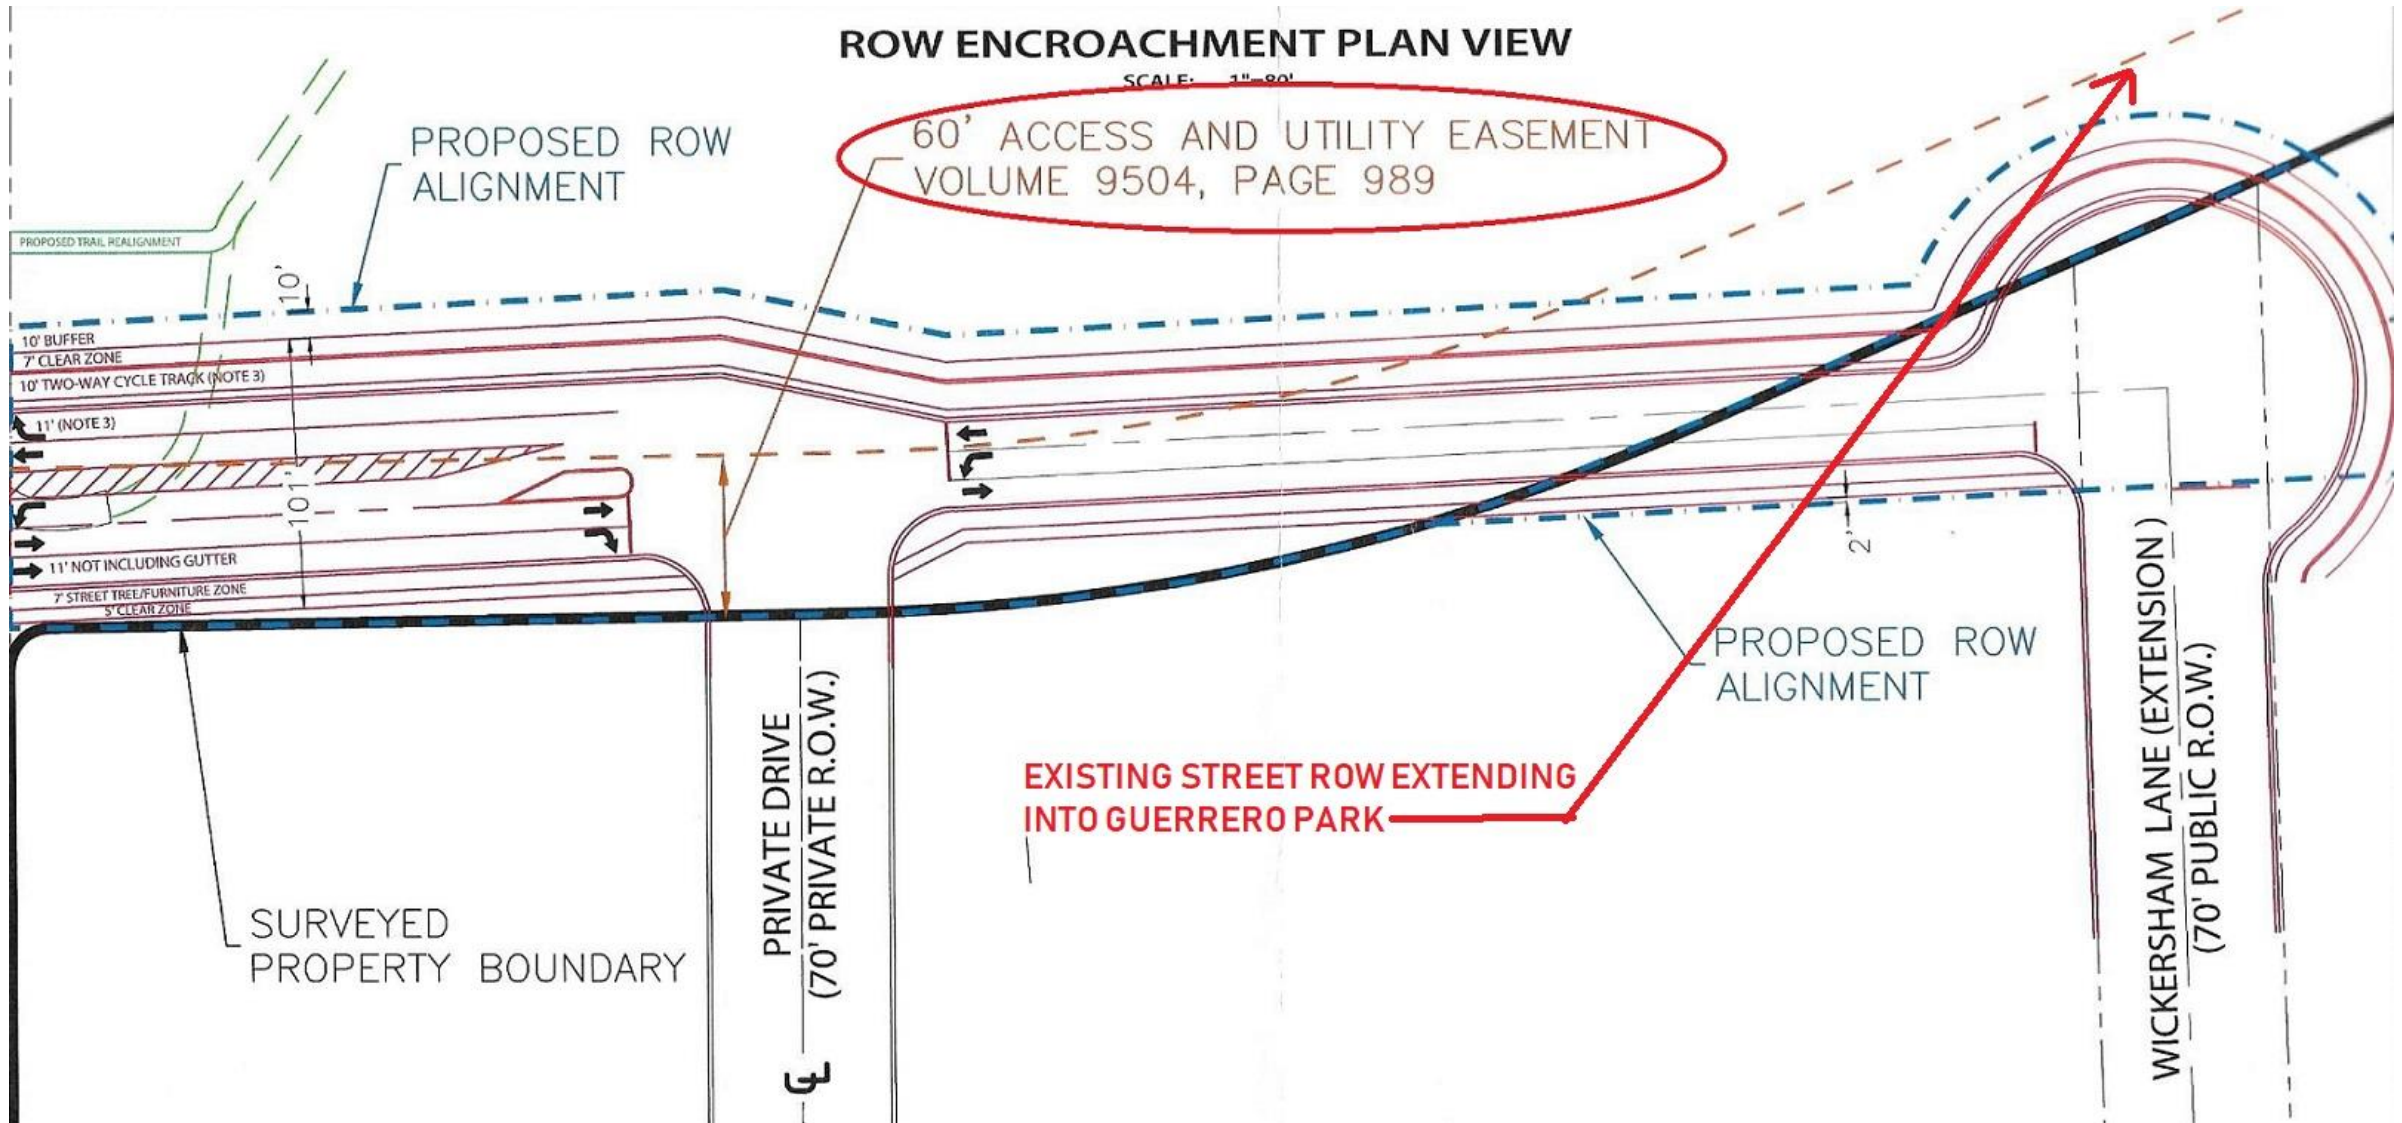 ROW ENCROACHMENT PLAN VIEW
SCALE: 1"=80'
60' ACCESS AND UTILITY EASEMENT
VOLUME 9504, PAGE 989
PROPOSED ROW
ALIGNMENT
PROPOSED TRAIL REALIGNMENT
10'
10' BUFFER
7' CLEAR ZONE
10' TWO-WAY CYCLE TRACK (NOTE 3)
11' (NOTE 3)
101'
11' NOT INCLUDING GUTTER
7' STREET TREE/FURNITURE ZONE
5' CLEAR ZONE
2'
PROPOSED ROW
ALIGNMENT
EXISTING STREET ROW EXTENDING
INTO GUERRERO PARK
SURVEYED
PROPERTY BOUNDARY
PRIVATE DRIVE
(70' PRIVATE R.O.W.)
WICKERSHAM LANE (EXTENSION)
(70' PUBLIC R.O.W.)